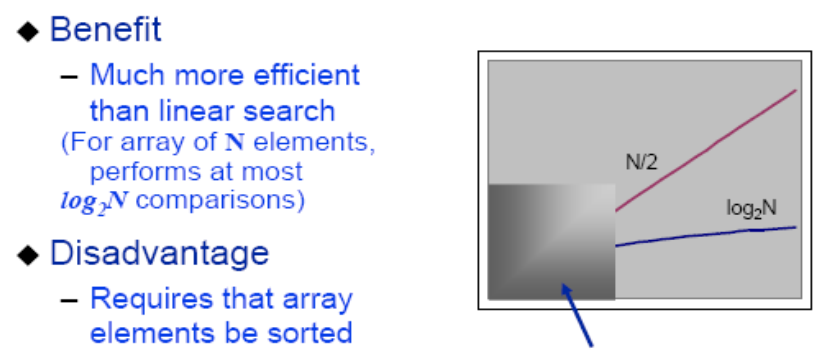 ◆ Benefit
– Much more efficient
than linear search
(For array of N elements,
performs at most
log₂N comparisons)
◆ Disadvantage
– Requires that array
elements be sorted
N/2
log₂N